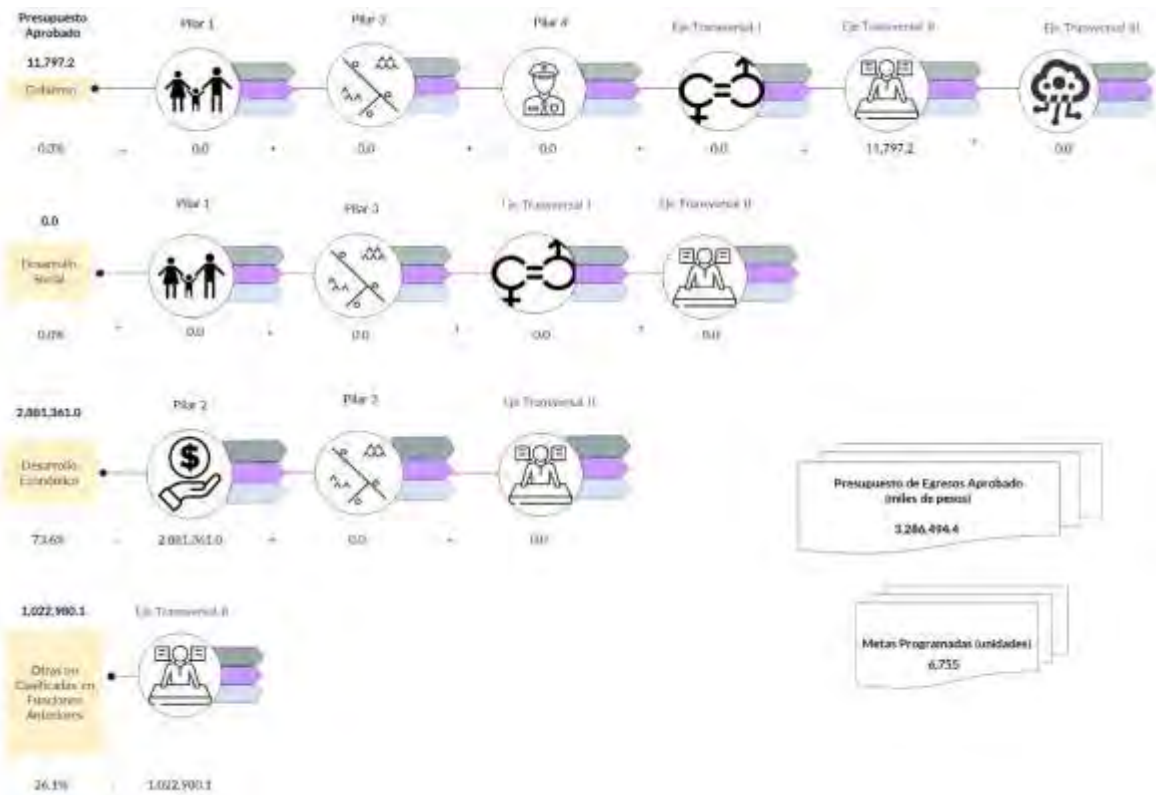 Presupuesto
Aprobado
Pilar 1
Pilar 3
Pilar 4
Eje Transversal I
Eje Transversal II
Eje Transversal III
11,797.2
Gobierno
0.3%
0.0
+
0.0
+
0.0
+
0.0
11,797.2
+
0.0
Pilar 1
Pilar 3
Eje Transversal I
Eje Transversal II
0.0
Desarrollo
Social
0.0%
0.0
+
0.0
+
0.0
+
0.0
Pilar 2
Pilar 3
Eje Transversal II
2,881,361.0
Desarrollo
Económico
73.6%
2,881,361.0
+
0.0
+
0.0
Presupuesto de Egresos Aprobado
(miles de pesos)
3,286,494.4
1,022,980.1
Eje Transversal II
Otras no
Clasificadas en
Funciones
Anteriores
26.1%
1,022,980.1
Metas Programadas (unidades)
6,755